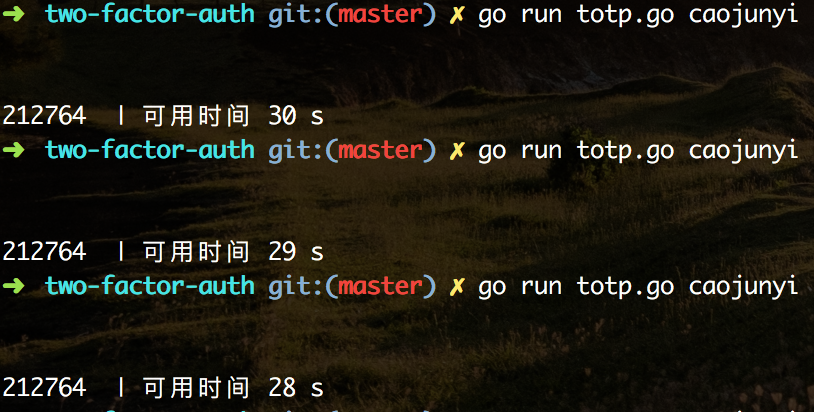 ➜ two-factor-auth git:(master) ✗ go run totp.go caojunyi
212764 | 可用时间 30 s
➜ two-factor-auth git:(master) ✗ go run totp.go caojunyi
212764 | 可用时间 29 s
➜ two-factor-auth git:(master) ✗ go run totp.go caojunyi
212764 | 可用时间 28 s